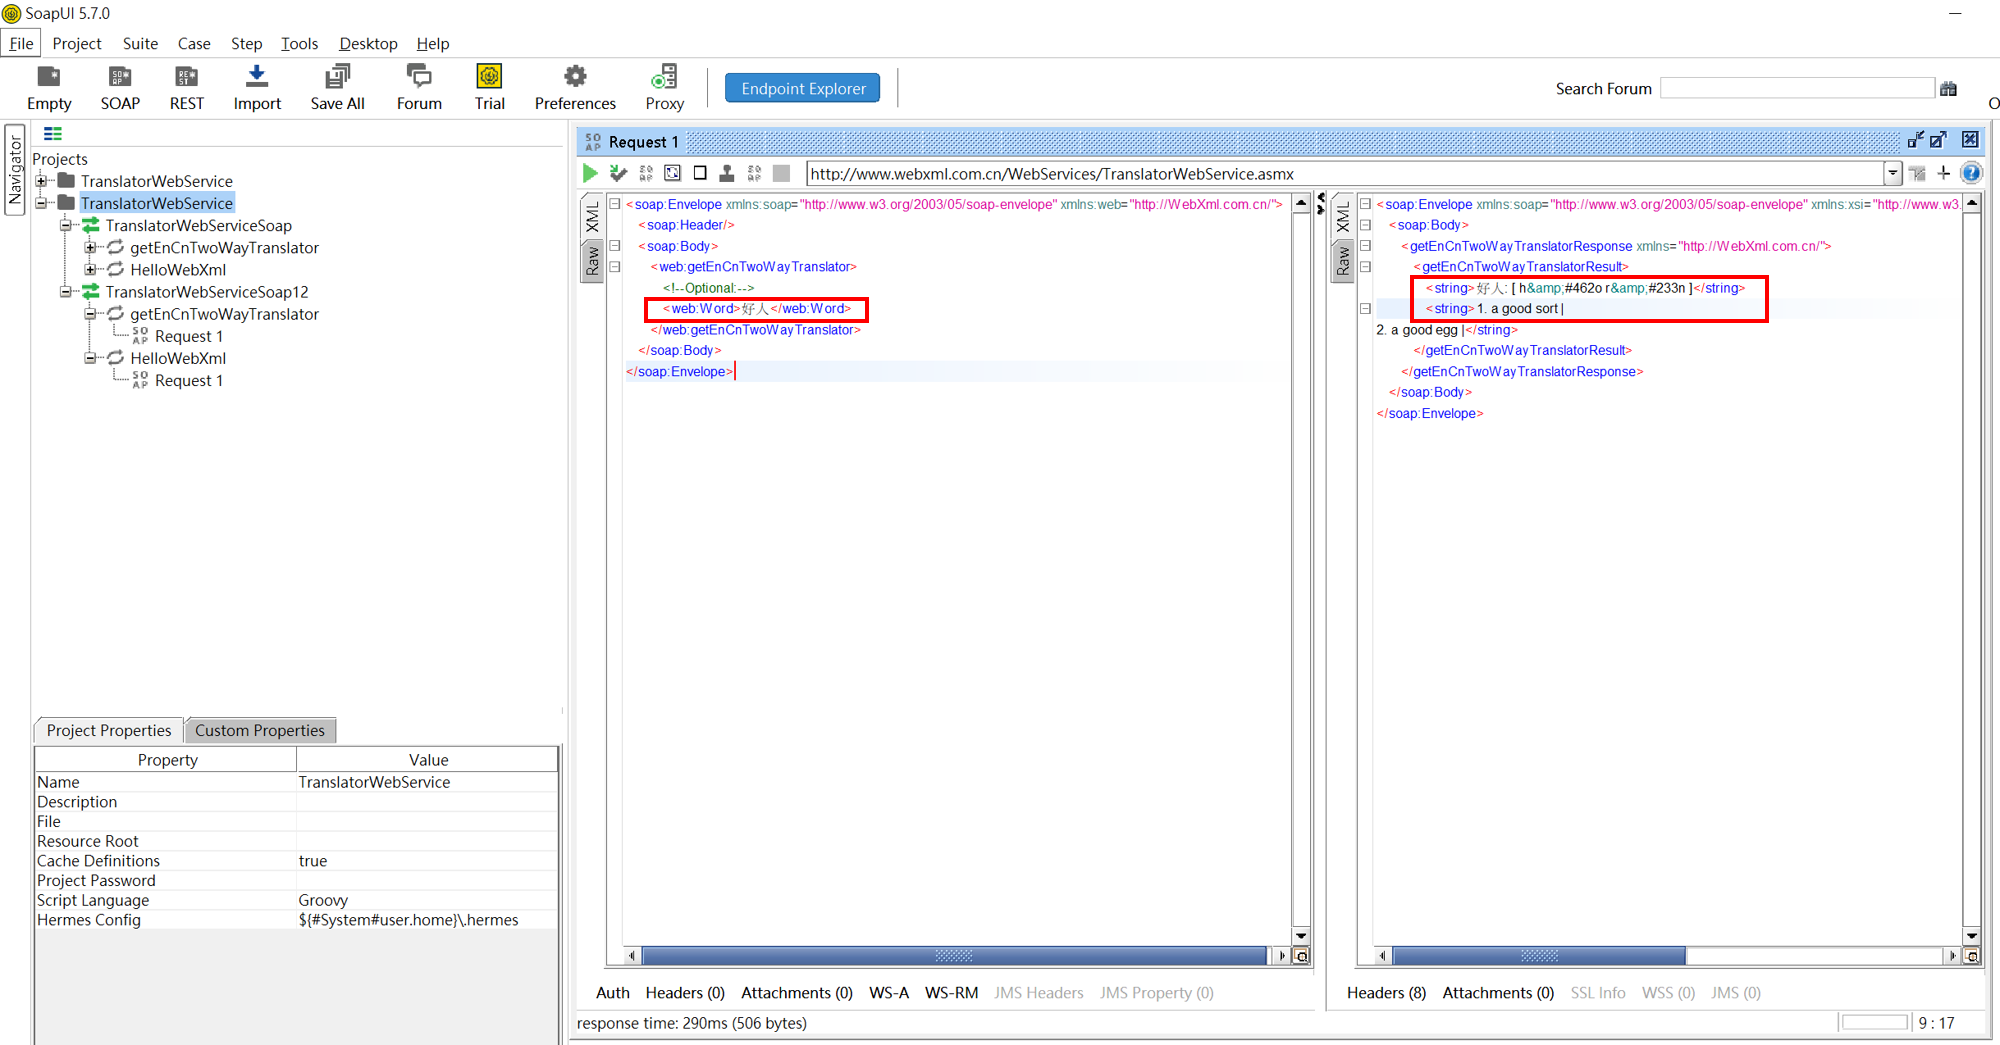 SoapUI 5.7.0
File Project Suite Case Step Tools Desktop Help
Empty SOAP REST Import Save All Forum Trial Preferences Proxy Endpoint Explorer Search Forum
Navigator
Projects
TranslatorWebService
TranslatorWebService
TranslatorWebServiceSoap
getEnCnTwoWayTranslator
HelloWebXml
TranslatorWebServiceSoap12
getEnCnTwoWayTranslator
SOAP Request 1
HelloWebXml
SOAP Request 1
Project Properties Custom Properties
Property Value
Name TranslatorWebService
Description
File
Resource Root
Cache Definitions true
Project Password
Script Language Groovy
Hermes Config ${#System#user.home}\.hermes
SOAP Request 1
http://www.webxml.com.cn/WebServices/TranslatorWebService.asmx
XML
Raw
<soap:Envelope xmlns:soap="http://www.w3.org/2003/05/soap-envelope" xmlns:web="http://WebXml.com.cn/">
<soap:Header/>
<soap:Body>
<web:getEnCnTwoWayTranslator>
<!--Optional:-->
<web:Word>好人</web:Word>
</web:getEnCnTwoWayTranslator>
</soap:Body>
</soap:Envelope>
XML
Raw
<soap:Envelope xmlns:soap="http://www.w3.org/2003/05/soap-envelope" xmlns:xsi="http://www.w3.
<soap:Body>
<getEnCnTwoWayTranslatorResponse xmlns="http://WebXml.com.cn/">
<getEnCnTwoWayTranslatorResult>
<string>好人: [ h&amp;#462o r&amp;#233n ]</string>
<string>1. a good sort |
2. a good egg |</string>
</getEnCnTwoWayTranslatorResult>
</getEnCnTwoWayTranslatorResponse>
</soap:Body>
</soap:Envelope>
Auth Headers (0) Attachments (0) WS-A WS-RM JMS Headers JMS Property (0)
Headers (8) Attachments (0) SSL Info WSS (0) JMS (0)
response time: 290ms (506 bytes)
9 : 17